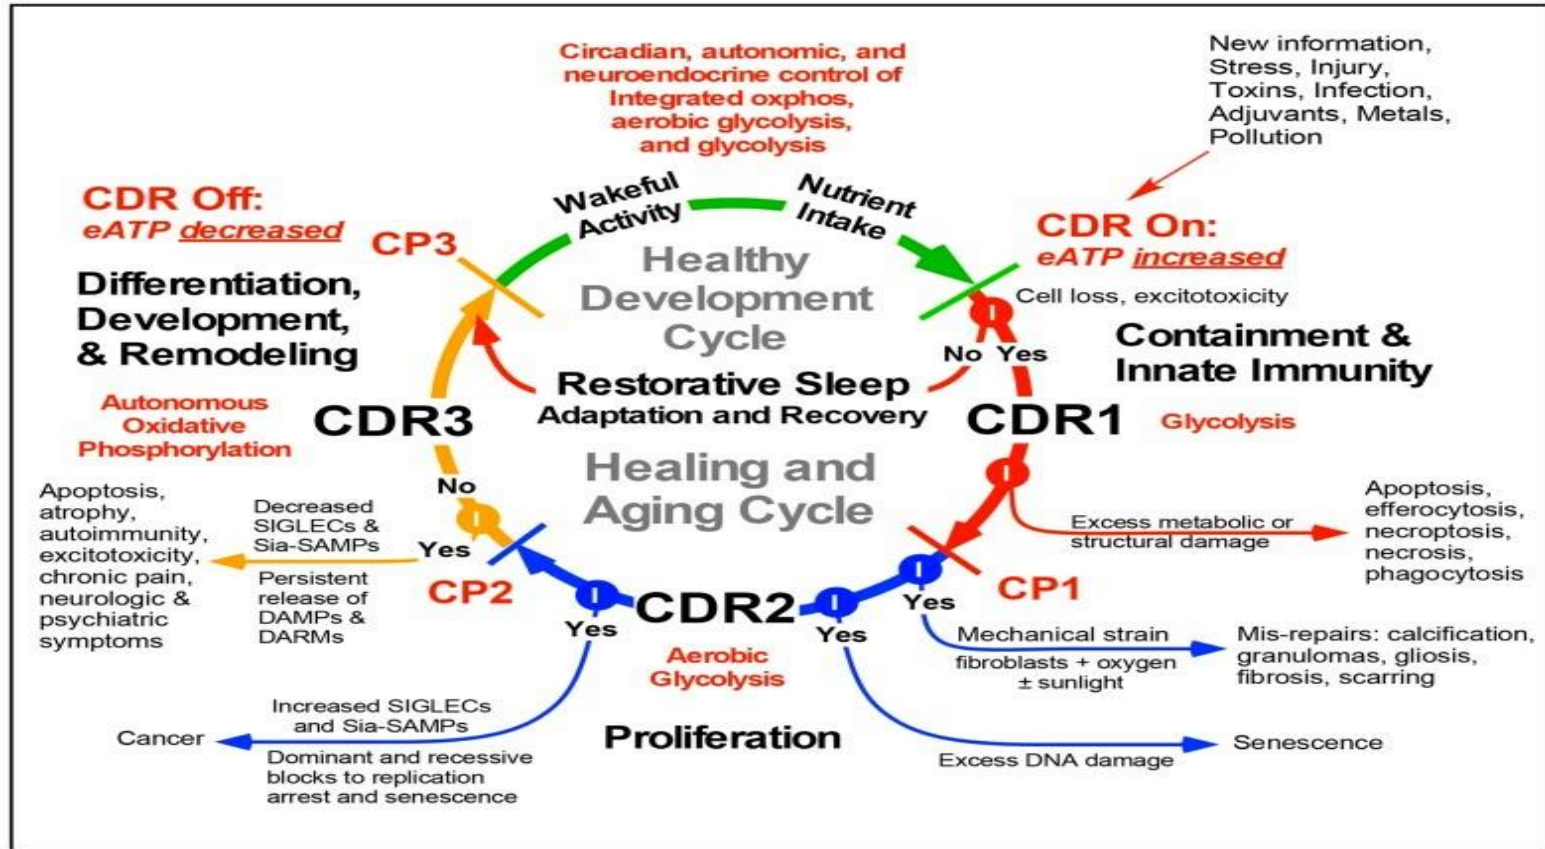 Circadian, autonomic, and
neuroendocrine control of
Integrated oxphos,
aerobic glycolysis,
and glycolysis
New information,
Stress, Injury,
Toxins, Infection,
Adjuvants, Metals,
Pollution
CDR Off:
eATP decreased
CP3
Wakeful
Activity
Nutrient
Intake
CDR On:
eATP increased
Cell loss, excitotoxicity
Differentiation,
Development,
& Remodeling
Healthy
Development
Cycle
Containment &
Innate Immunity
No Yes
Restorative Sleep
Adaptation and Recovery
Autonomous
Oxidative
Phosphorylation
CDR3
CDR1
Glycolysis
Healing and
Aging Cycle
No
Apoptosis,
atrophy,
autoimmunity,
excitotoxicity,
chronic pain,
neurologic &
psychiatric
symptoms
Decreased
SIGLECs &
Sia-SAMPs
Persistent
release of
DAMPs &
DARMs
Yes
CP2
Excess metabolic or
structural damage
Apoptosis,
efferocytosis,
necroptosis,
necrosis,
phagocytosis
CP1
CDR2
Yes
Yes
Yes
Aerobic
Glycolysis
Proliferation
Mechanical strain
fibroblasts + oxygen
± sunlight
Mis-repairs: calcification,
granulomas, gliosis,
fibrosis, scarring
Increased SIGLECs
and Sia-SAMPs
Cancer
Dominant and recessive
blocks to replication
arrest and senescence
Excess DNA damage
Senescence